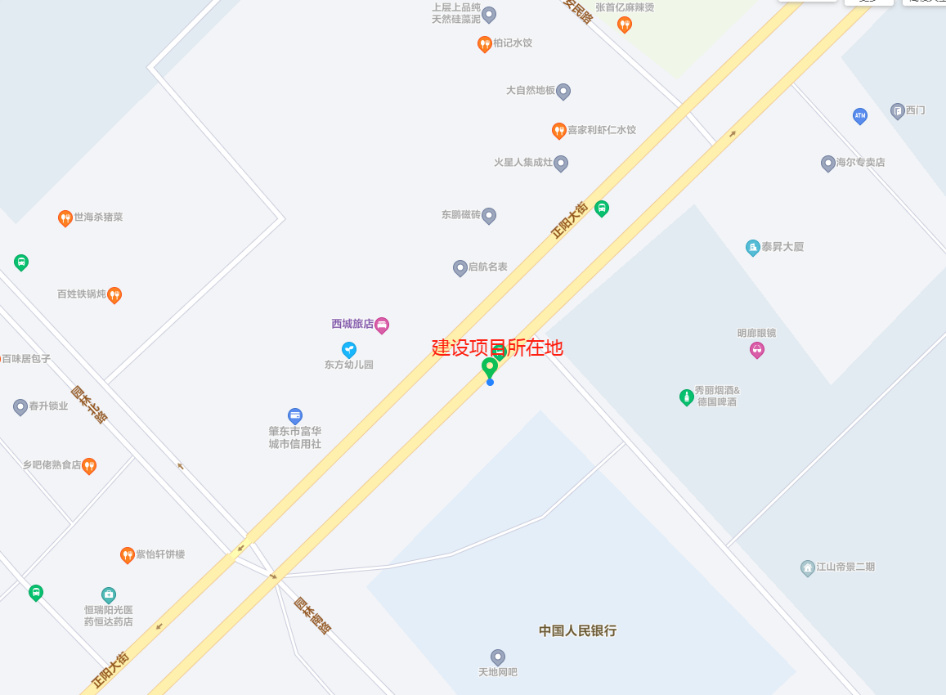 上层上品纯
天然硅藻泥
安民路
张首亿麻辣烫
柏记水饺
大自然地板
ATM
西门
喜家利虾仁水饺
火星人集成灶
海尔专卖店
世海杀猪菜
东鹏磁砖
正阳大街
泰昇大厦
启航名表
百姓铁锅炖
西城旅店
明廊眼镜
建设项目所在地
百味居包子
东方幼儿园
园林北路
秀丽烟酒&
德国啤酒
春升锁业
肇东市富华
城市信用社
乡吧佬熟食店
紫怡轩饼楼
江山帝景二期
恒瑞阳光医
药恒达药店
园林南路
中国人民银行
正阳大街
天地网吧